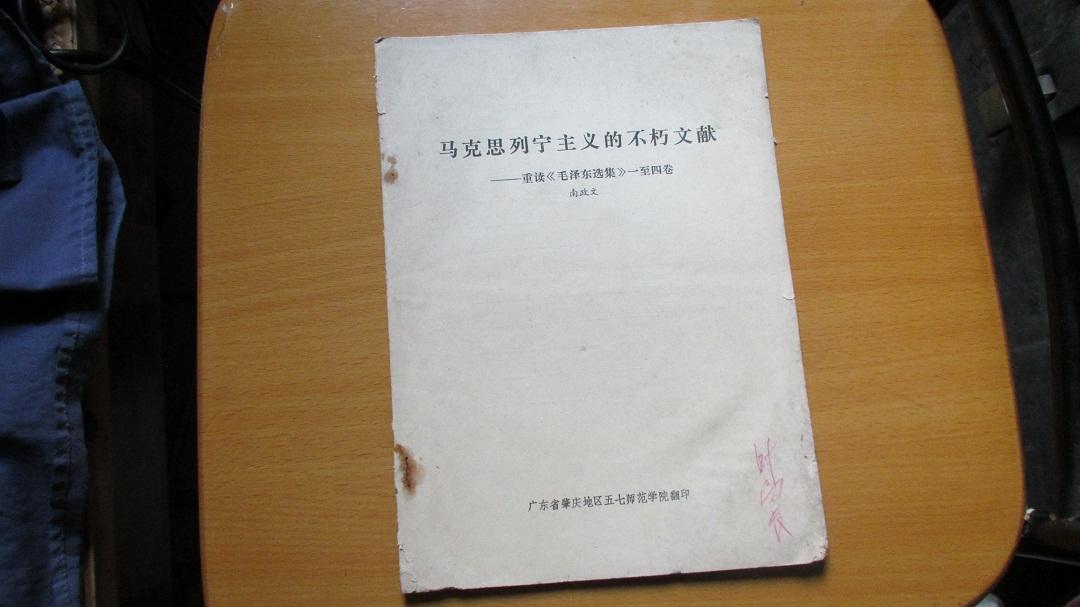 马克思列宁主义的不朽文献
——重读《毛泽东选集》一至四卷
南政文
广东省肇庆地区五七师范学院翻印